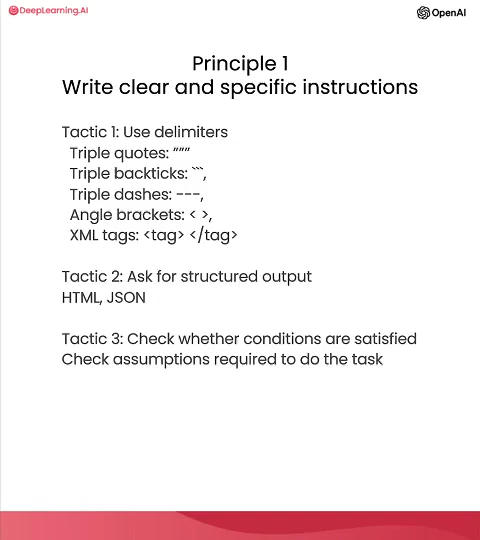 DeepLearning.AI
OpenAI
Principle 1
Write clear and specific instructions
Tactic 1: Use delimiters
Triple quotes: """
Triple backticks: ```,
Triple dashes: ---,
Angle brackets: < >,
XML tags: <tag> </tag>
Tactic 2: Ask for structured output
HTML, JSON
Tactic 3: Check whether conditions are satisfied
Check assumptions required to do the task